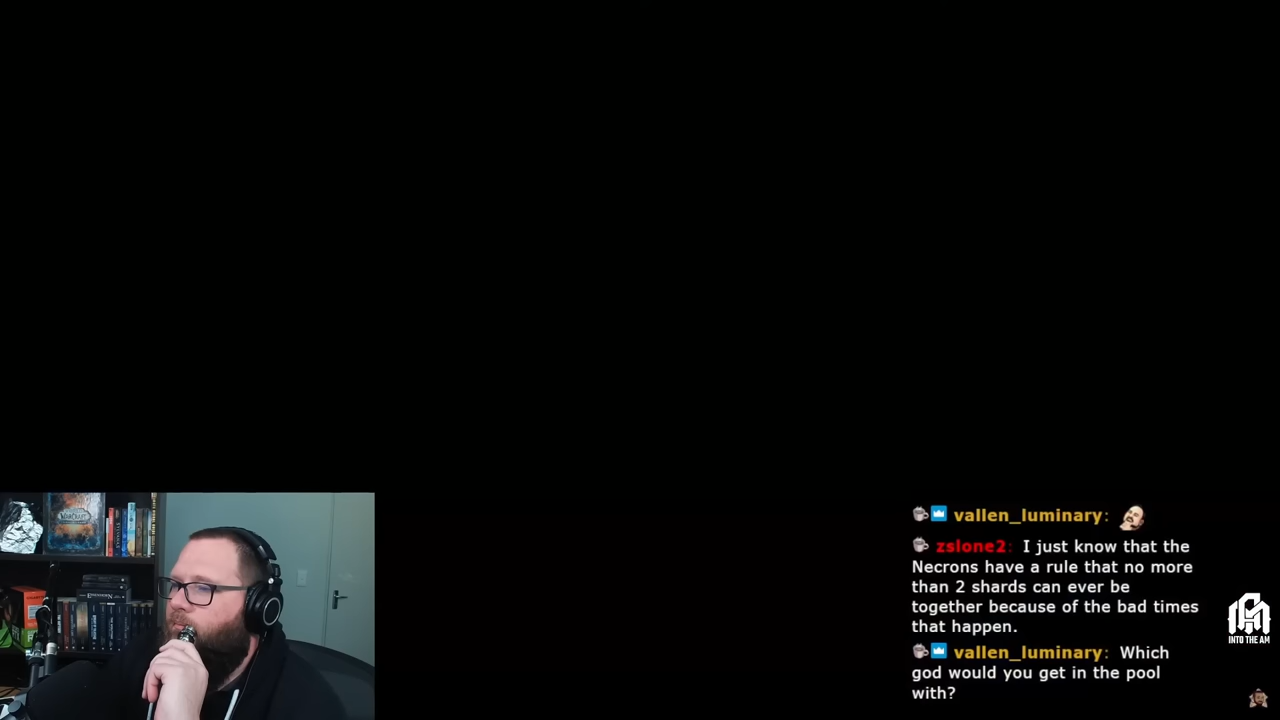 WARCRAFT
vallen_luminary:
zslone2: I just know that the
Necrons have a rule that no more
than 2 shards can ever be
together because of the bad times
that happen.
vallen_luminary: Which
god would you get in the pool
with?
INTO THE AM